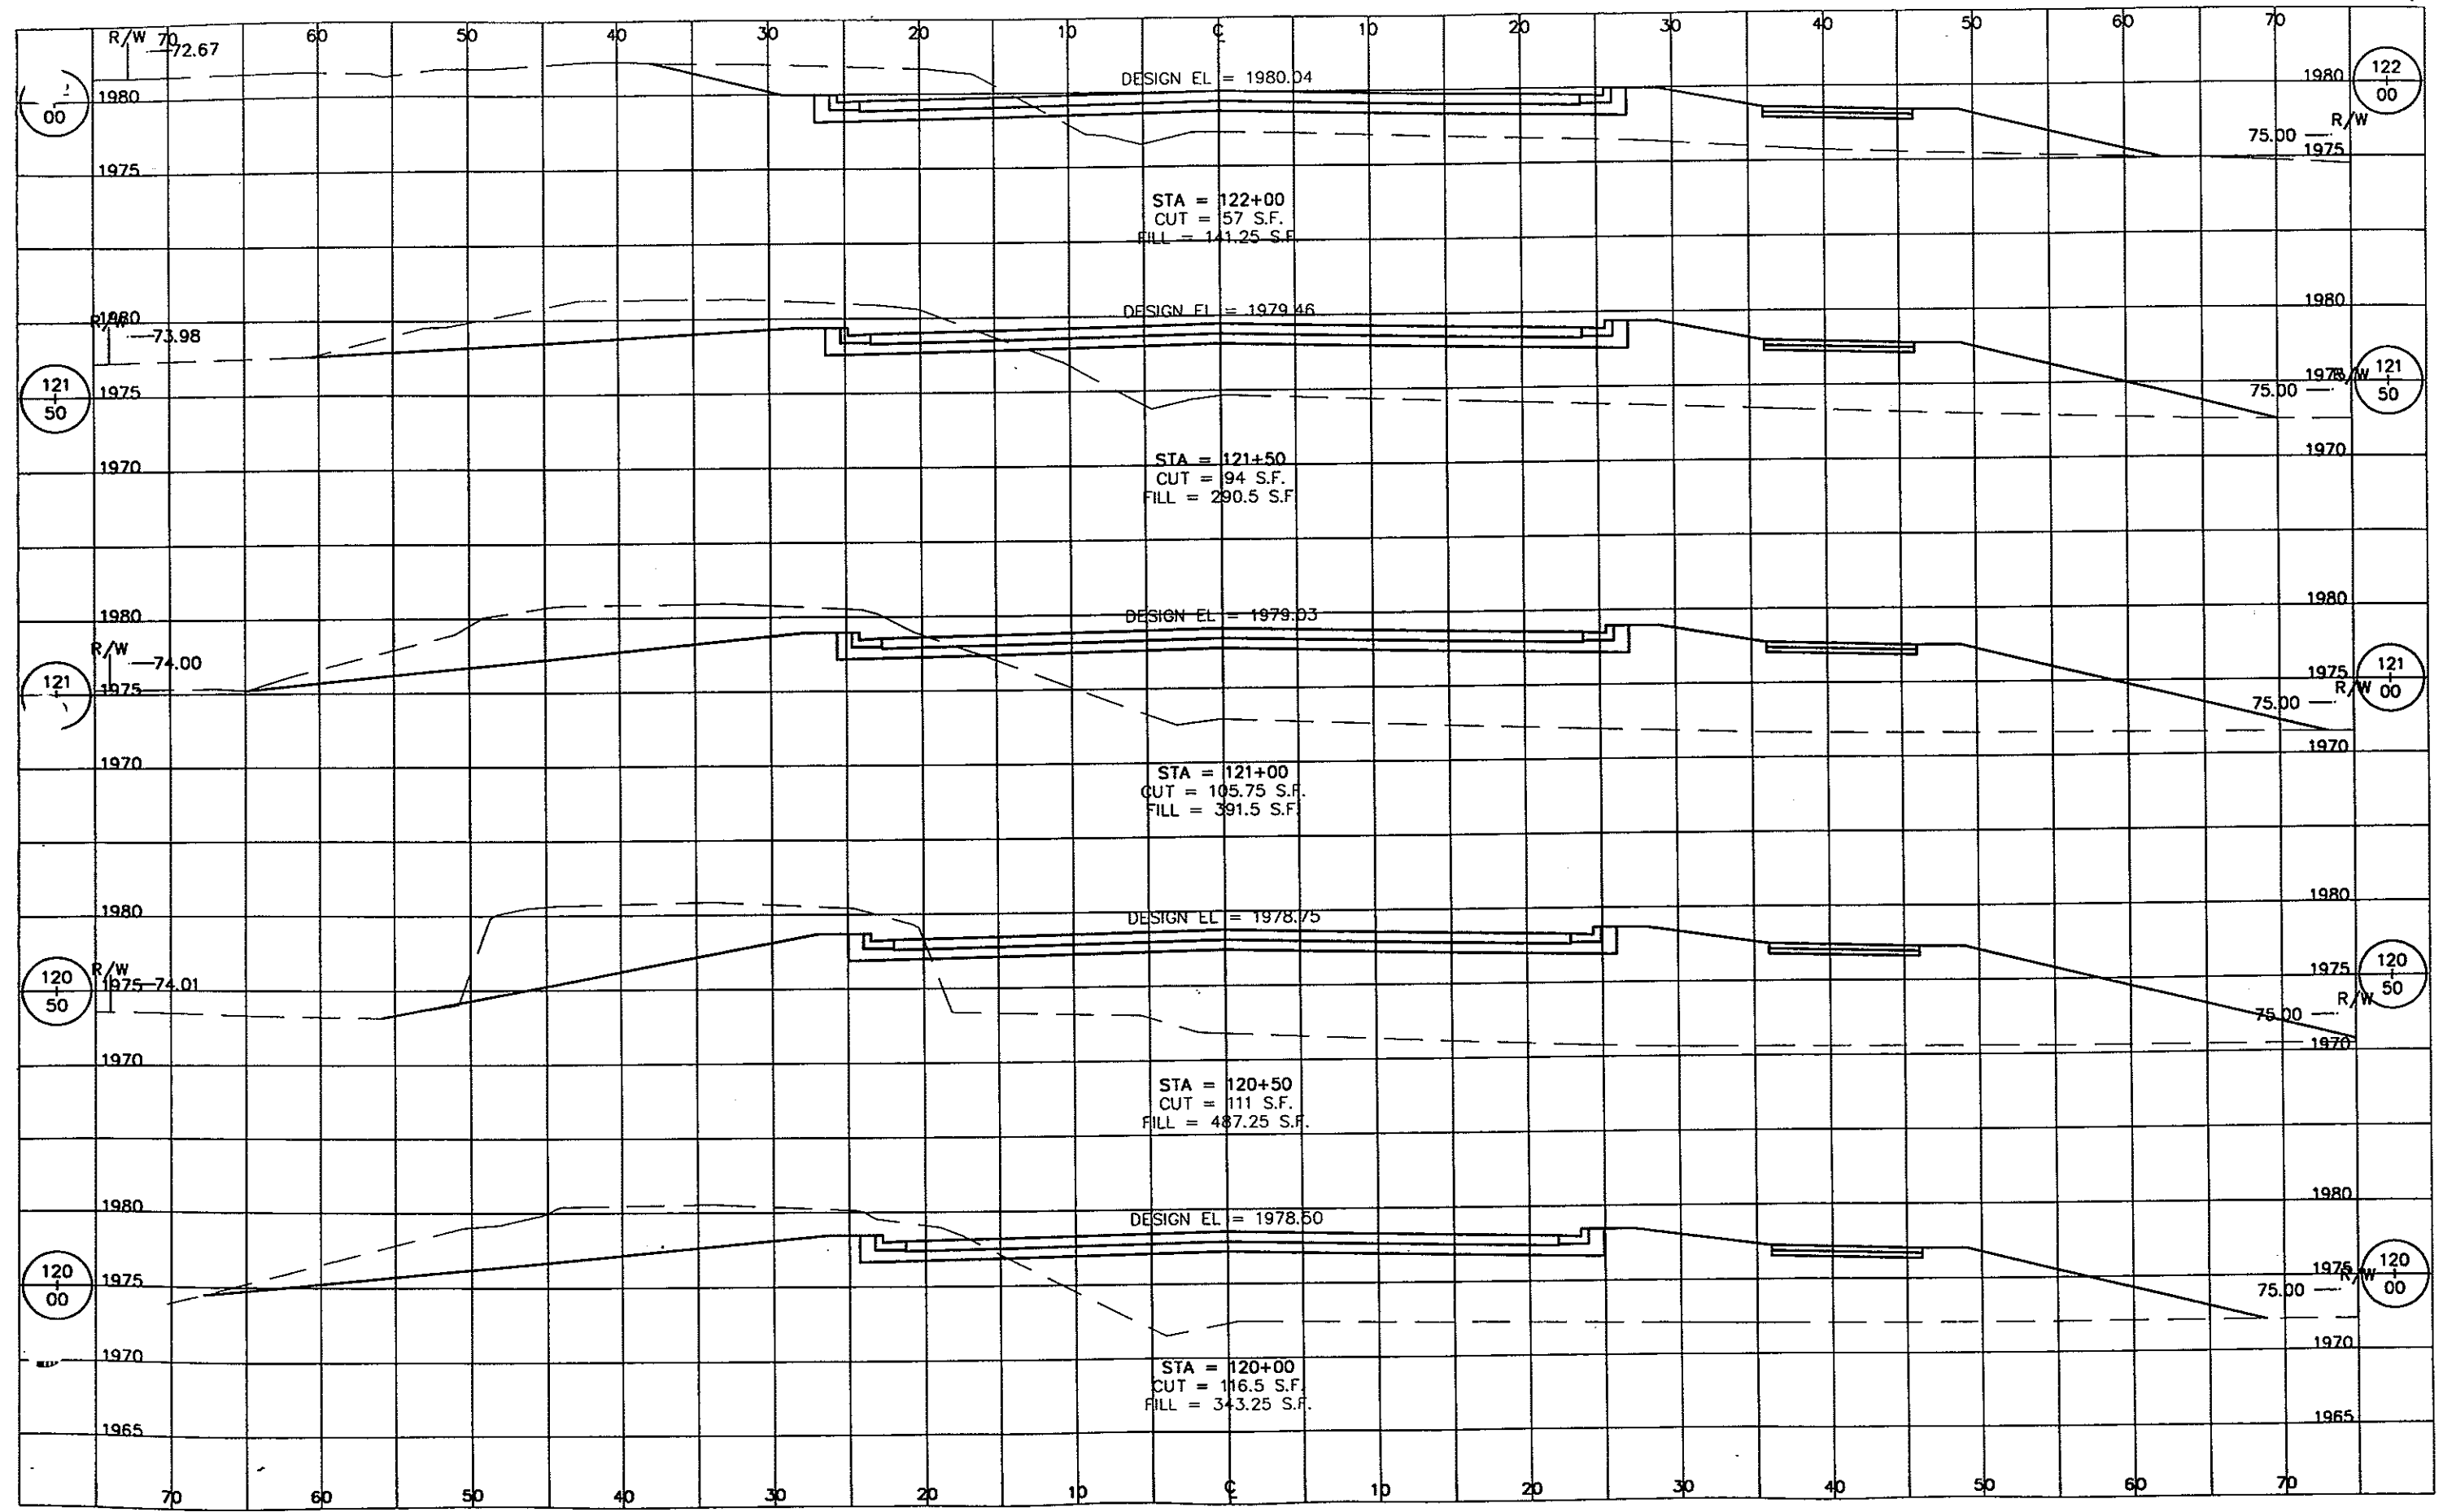 70 60 50 40 30 20 10 ℄ 10 20 30 40 50 60 70
R/W 72.67
00 1980
DESIGN EL = 1980.04
1980 122 00
R/W
75.00
1975 1975
STA = 122+00
CUT = 57 S.F.
FILL = 141.25 S.F.
1980
DESIGN EL = 1979.46
1980
R/W 73.98
121 50
1975
1975
75.00 R/W
121 50
1970
1970
STA = 121+50
CUT = 94 S.F.
FILL = 290.5 S.F.
1980
DESIGN EL = 1979.03
1980
R/W 74.00
121
1975
1975
75.00 R/W
121 00
1970
1970
STA = 121+00
CUT = 105.75 S.F.
FILL = 391.5 S.F.
1980
DESIGN EL = 1978.75
1980
R/W
120 50
1975 74.01
1975
120 50
R/W
75.00
1970
1970
STA = 120+50
CUT = 111 S.F.
FILL = 487.25 S.F.
1980
DESIGN EL = 1978.50
1980
120 00
1975
1975
R/W
75.00
120 00
1970
1970
STA = 120+00
CUT = 116.5 S.F.
FILL = 343.25 S.F.
1965
1965
70 60 50 40 30 20 10 ℄ 10 20 30 40 50 60 70